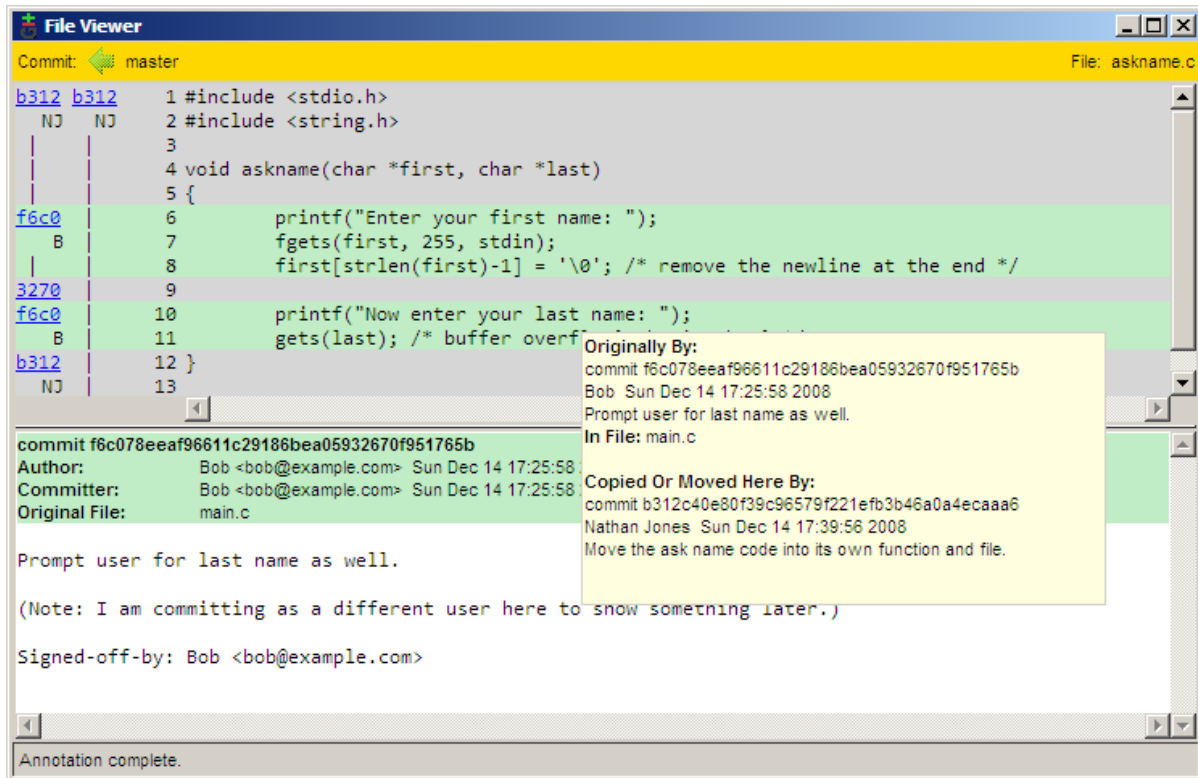 File Viewer
Commit: master File: askname.c
b312 b312 1 #include <stdio.h>
NJ NJ 2 #include <string.h>
| | 3
| | 4 void askname(char *first, char *last)
| | 5 {
f6c0 | 6 printf("Enter your first name: ");
B | 7 fgets(first, 255, stdin);
| | 8 first[strlen(first)-1] = '\0'; /* remove the newline at the end */
3270 | 9
f6c0 | 10 printf("Now enter your last name: ");
B | 11 gets(last); /* buffer overf
b312 | 12 }
NJ | 13
Originally By:
commit f6c078eeaf96611c29186bea05932670f951765b
Bob Sun Dec 14 17:25:58 2008
Prompt user for last name as well.
In File: main.c
Copied Or Moved Here By:
commit b312c40e80f39c96579f221efb3b46a0a4ecaaa6
Nathan Jones Sun Dec 14 17:39:56 2008
Move the ask name code into its own function and file.
commit f6c078eeaf96611c29186bea05932670f951765b
Author: Bob <bob@example.com> Sun Dec 14 17:25:58
Committer: Bob <bob@example.com> Sun Dec 14 17:25:58
Original File: main.c
Prompt user for last name as well.
(Note: I am committing as a different user here to show something later.)
Signed-off-by: Bob <bob@example.com>
Annotation complete.